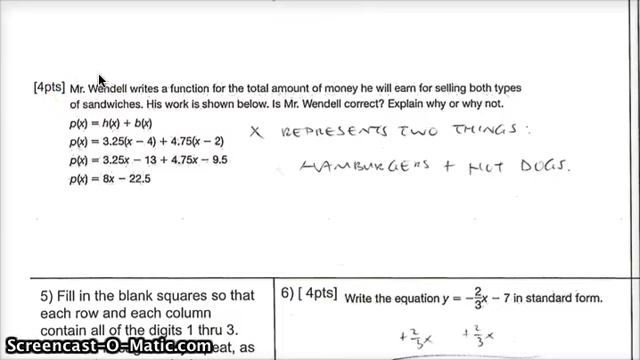 [4pts] Mr. Wendell writes a function for the total amount of money he will earn for selling both types
of sandwiches. His work is shown below. Is Mr. Wendell correct? Explain why or why not.
p(x) = h(x) + b(x)
p(x) = 3.25(x − 4) + 4.75(x − 2)
p(x) = 3.25x − 13 + 4.75x − 9.5
p(x) = 8x − 22.5
X REPRESENTS TWO THINGS:
HAMBURGERS + HOT DOGS.
5) Fill in the blank squares so that
each row and each column
contain all of the digits 1 thru 3.
eat, as
6) [ 4pts] Write the equation y = −2/3x − 7 in standard form.
+2/3x +2/3x
Screencast-O-Matic.com